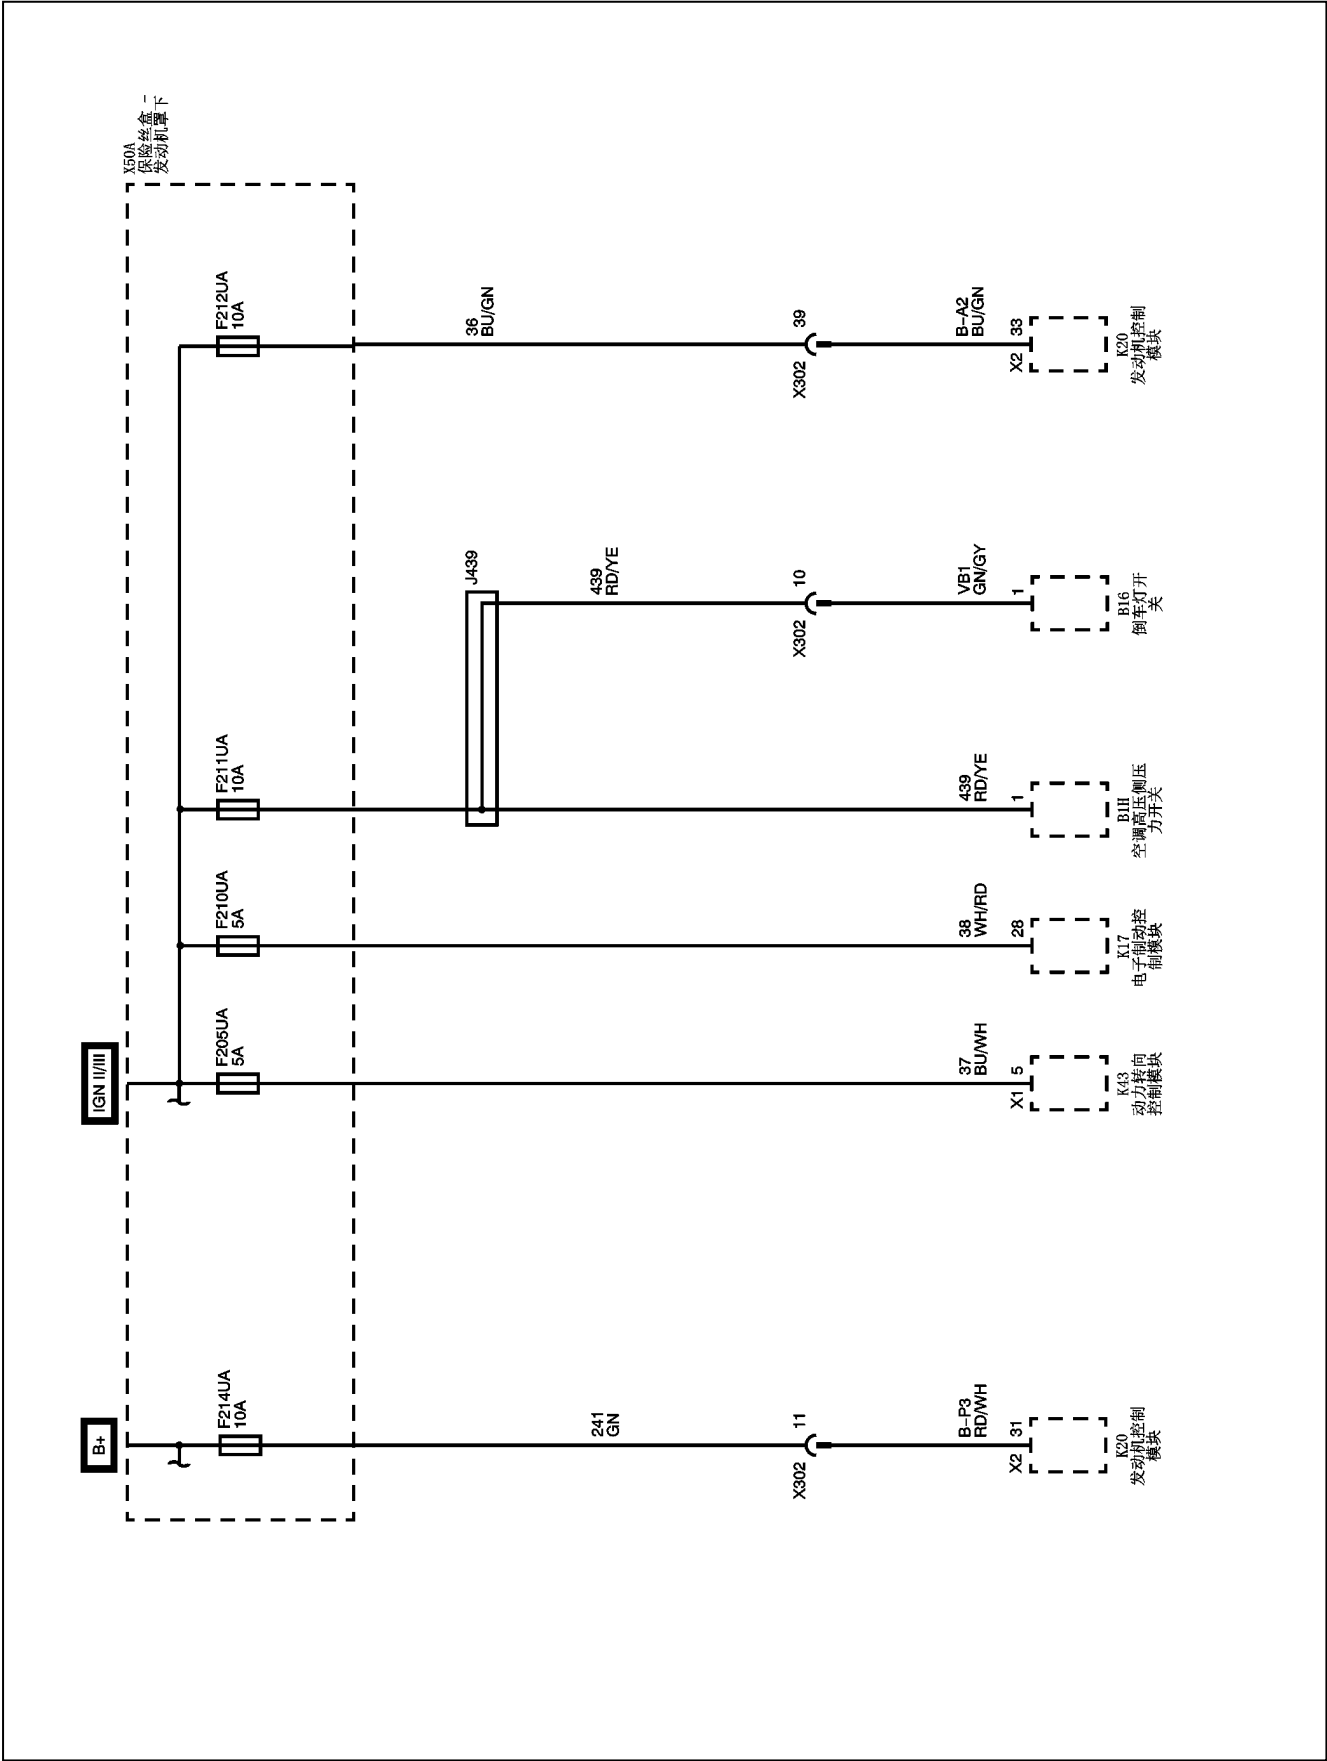 X50A
保险丝盒 -
发动机罩下
B+
IGN II/III
F214UA
10A
F205UA
5A
F210UA
5A
F211UA
10A
F212UA
10A
J439
241
GN
439
RD/YE
36
BU/GN
X302
11
X302
10
X302
39
B-P3
RD/WH
37
BU/WH
38
WH/RD
439
RD/YE
VB1
GN/GY
B-A2
BU/GN
X2
31
X1
5
28
1
1
X2
33
K20
发动机控制
模块
K43
动力转向
控制模块
K17
电子制动控
制模块
B1H
空调高压侧压
力开关
B16
倒车灯开
关
K20
发动机控制
模块